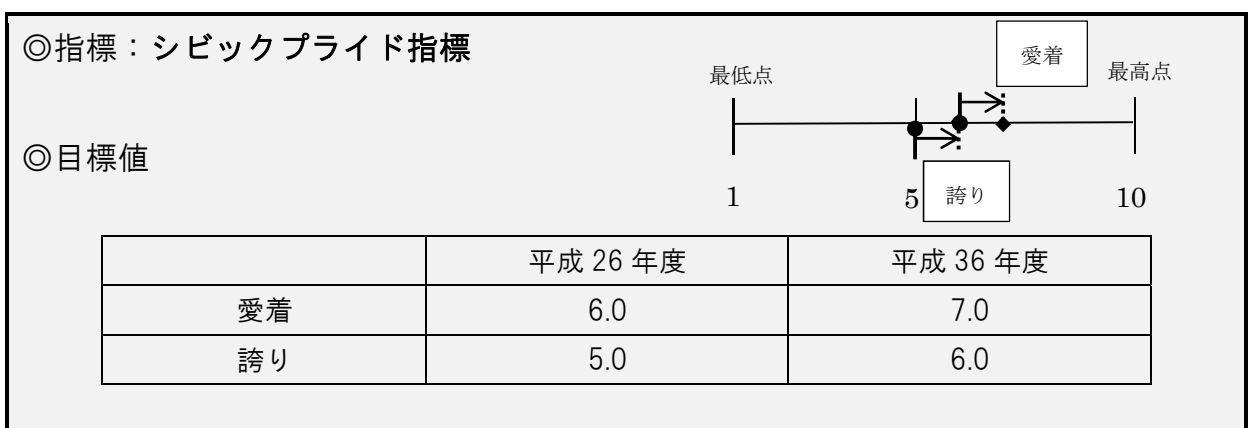 ◎指標：シビックプライド指標
最低点
愛着
最高点
◎目標値
1
5
誇り
10
平成 26 年度 平成 36 年度
愛着 6.0 7.0
誇り 5.0 6.0